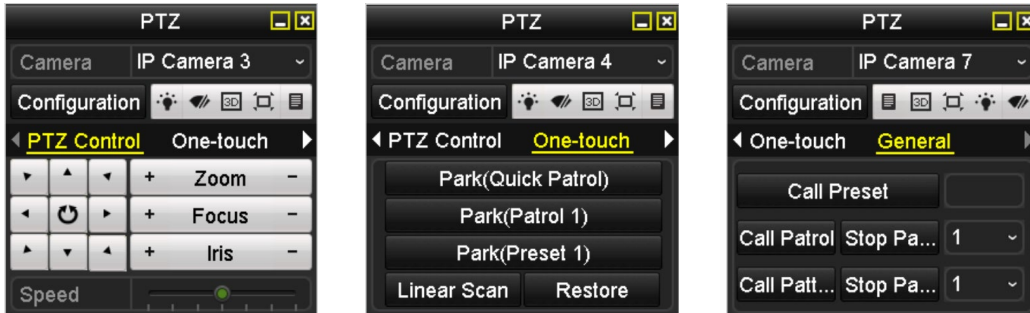 PTZ
Camera IP Camera 3
Configuration 3D
PTZ Control One-touch
+ Zoom -
+ Focus -
+ Iris -
Speed
PTZ
Camera IP Camera 4
Configuration 3D
PTZ Control One-touch
Park(Quick Patrol)
Park(Patrol 1)
Park(Preset 1)
Linear Scan Restore
PTZ
Camera IP Camera 7
Configuration 3D
One-touch General
Call Preset
Call Patrol Stop Pa... 1
Call Patt... Stop Pa... 1